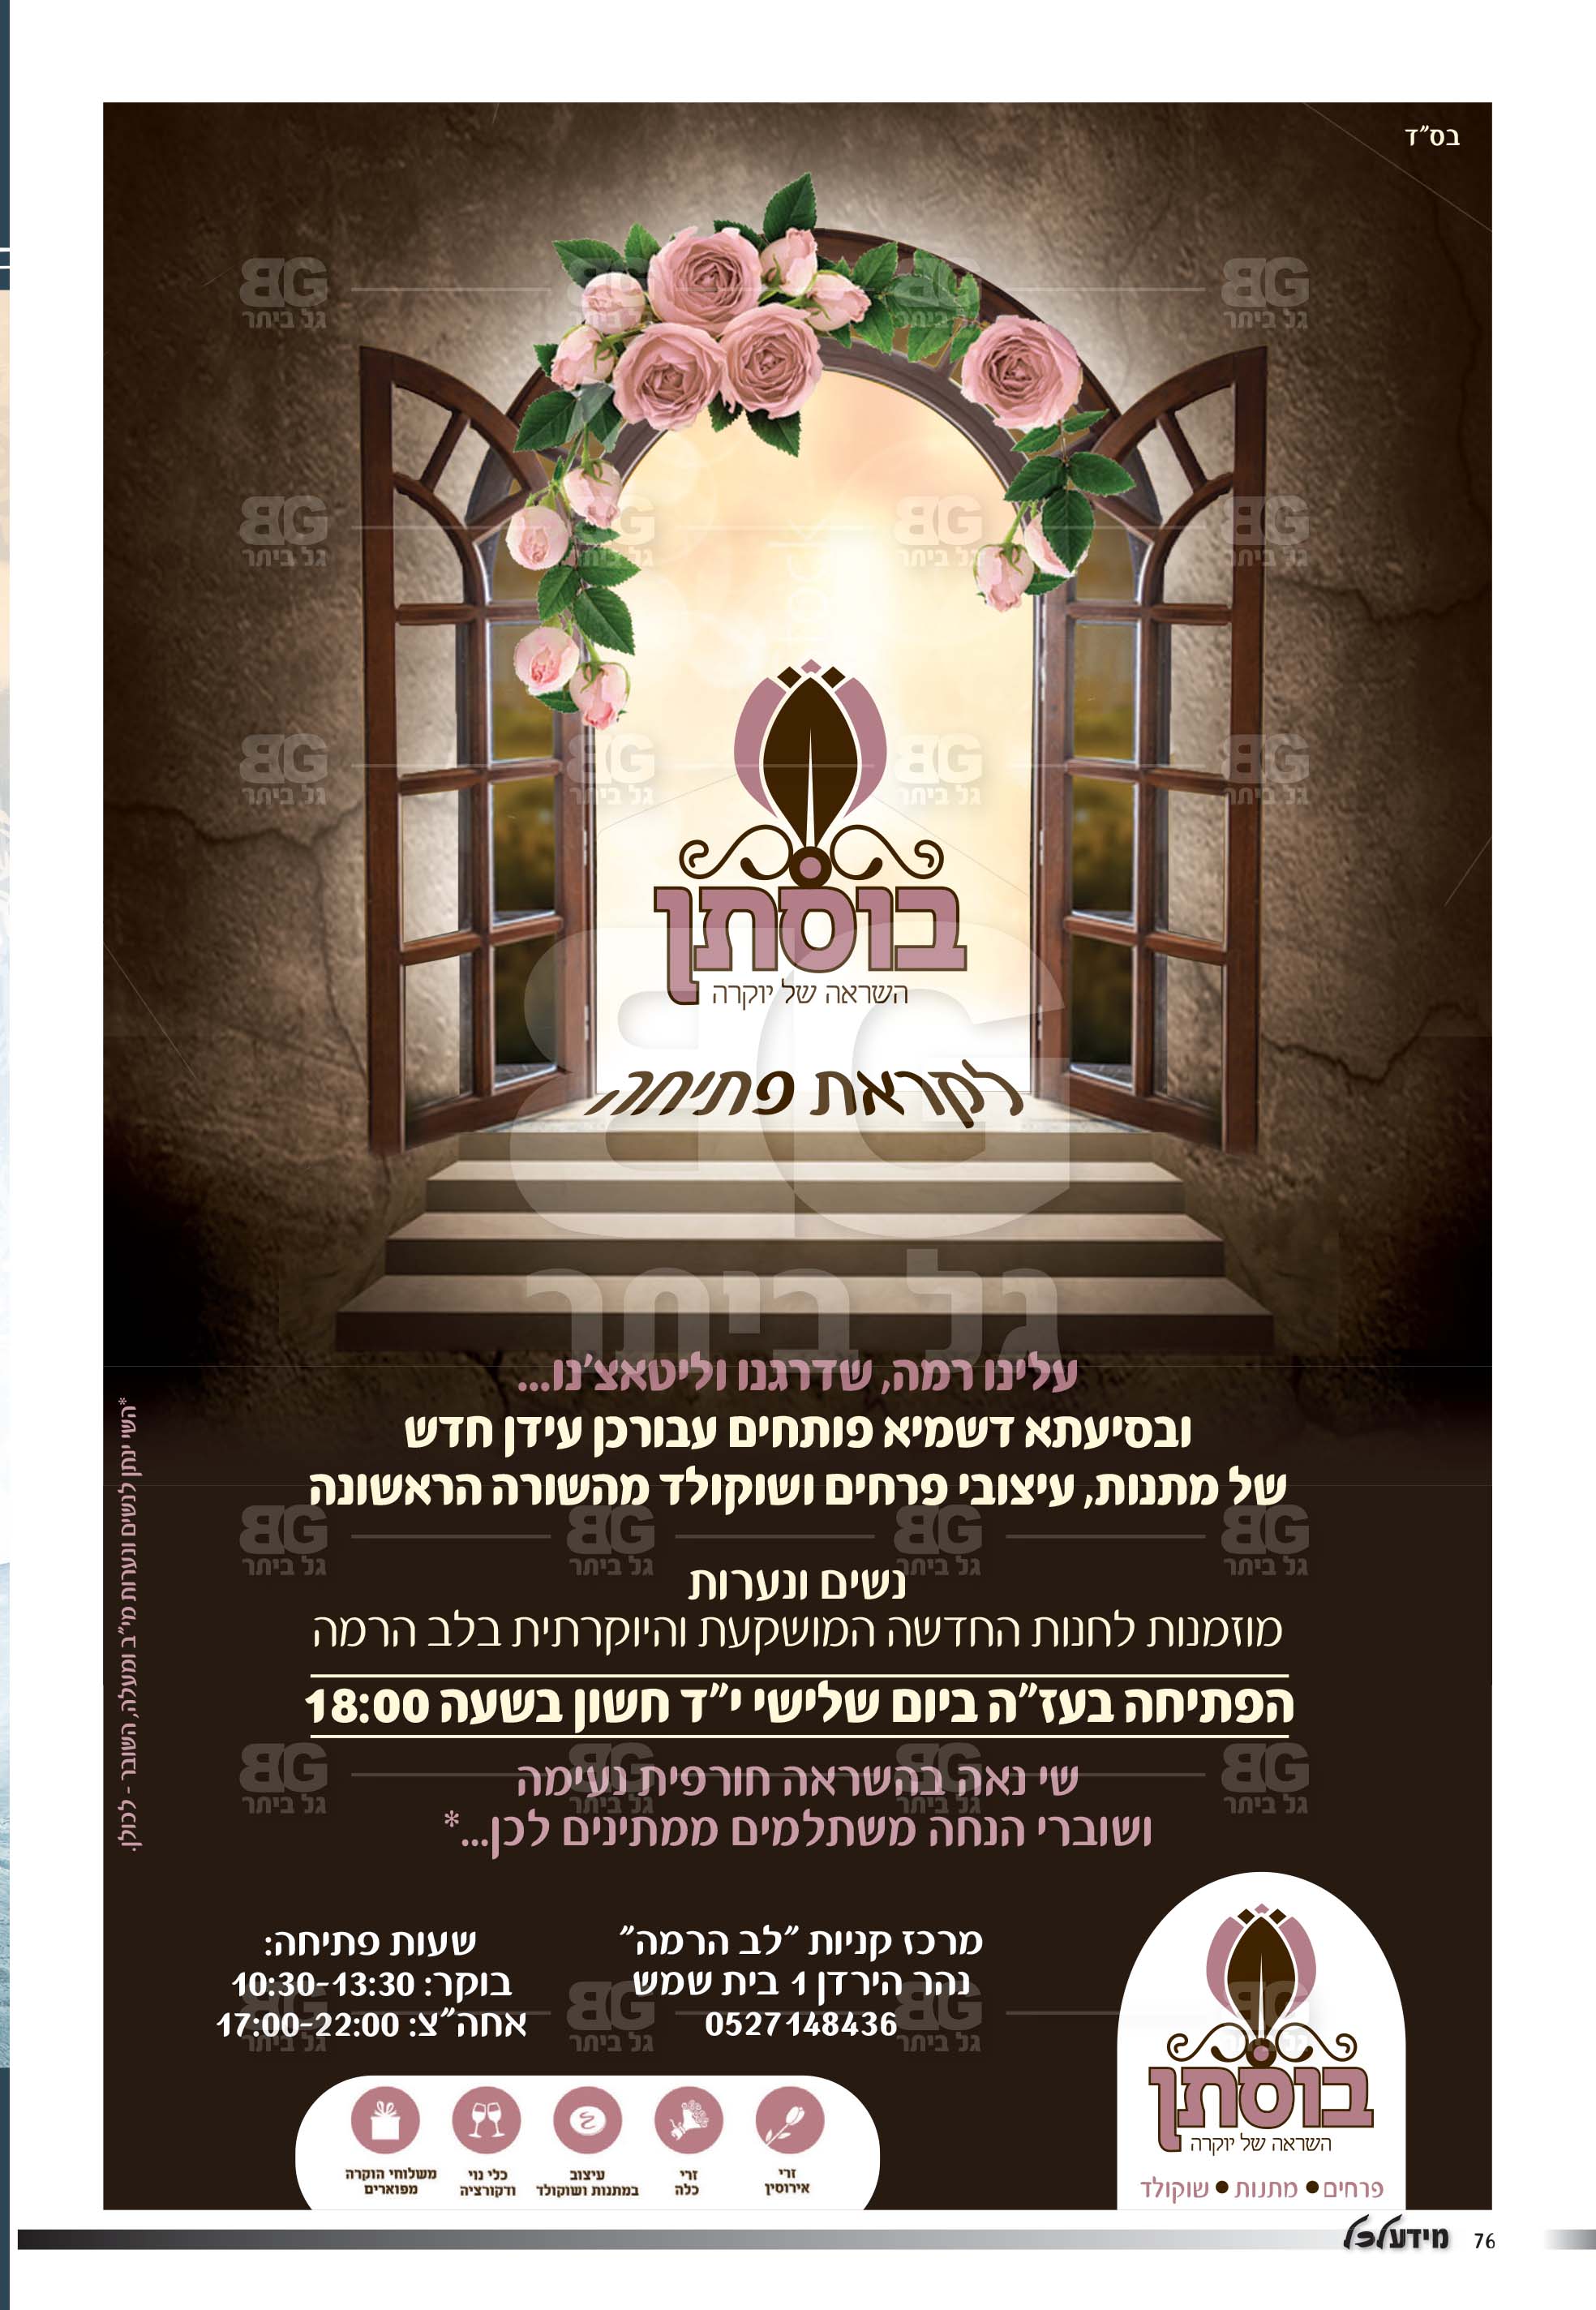 בס"ד
בוסתן
השראה של יוקרה
לקראת פתיחה
עלינו רמה, שדרגנו וליטאצ'נו...
ובסיעתא דשמיא פותחים עבורכן עידן חדש
של מתנות, עיצובי פרחים ושוקולד מהשורה הראשונה
נשים ונערות
מוזמנות לחנות החדשה המושקעת והיוקרתית בלב הרמה
הפתיחה בעז"ה ביום שלישי י"ד חשון בשעה 18:00
שי נאה בהשראה חורפית נעימה
ושוברי הנחה משתלמים ממתינים לכן...*
*השי ינתן לנשים ונערות מי"ב ומעלה, השובר - לכולן.
מרכז קניות "לב הרמה"
נהר הירדן 1 בית שמש
0527148436
שעות פתיחה:
בוקר: 10:30-13:30
אחה"צ: 17:00-22:00
בוסתן
השראה של יוקרה
פרחים • מתנות • שוקולד
זרי
אירוסין
זרי
כלה
עיצוב
במתנות ושוקולד
כלי נוי
ודקורציה
משלוחי הוקרה
מפוארים
BG
גל ביתר
76
מידע לכל